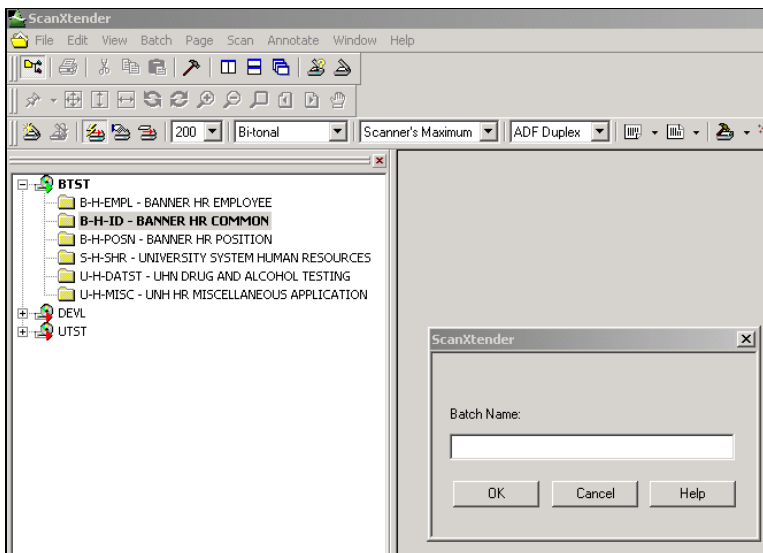 ScanXtender
File Edit View Batch Page Scan Annotate Window Help
200 Bi-tonal Scanner's Maximum ADF Duplex
BTST
B-H-EMPL - BANNER HR EMPLOYEE
B-H-ID - BANNER HR COMMON
B-H-POSN - BANNER HR POSITION
S-H-SHR - UNIVERSITY SYSTEM HUMAN RESOURCES
U-H-DATST - UHN DRUG AND ALCOHOL TESTING
U-H-MISC - UNH HR MISCELLANEOUS APPLICATION
DEVL
UTST
ScanXtender
Batch Name:
OK Cancel Help